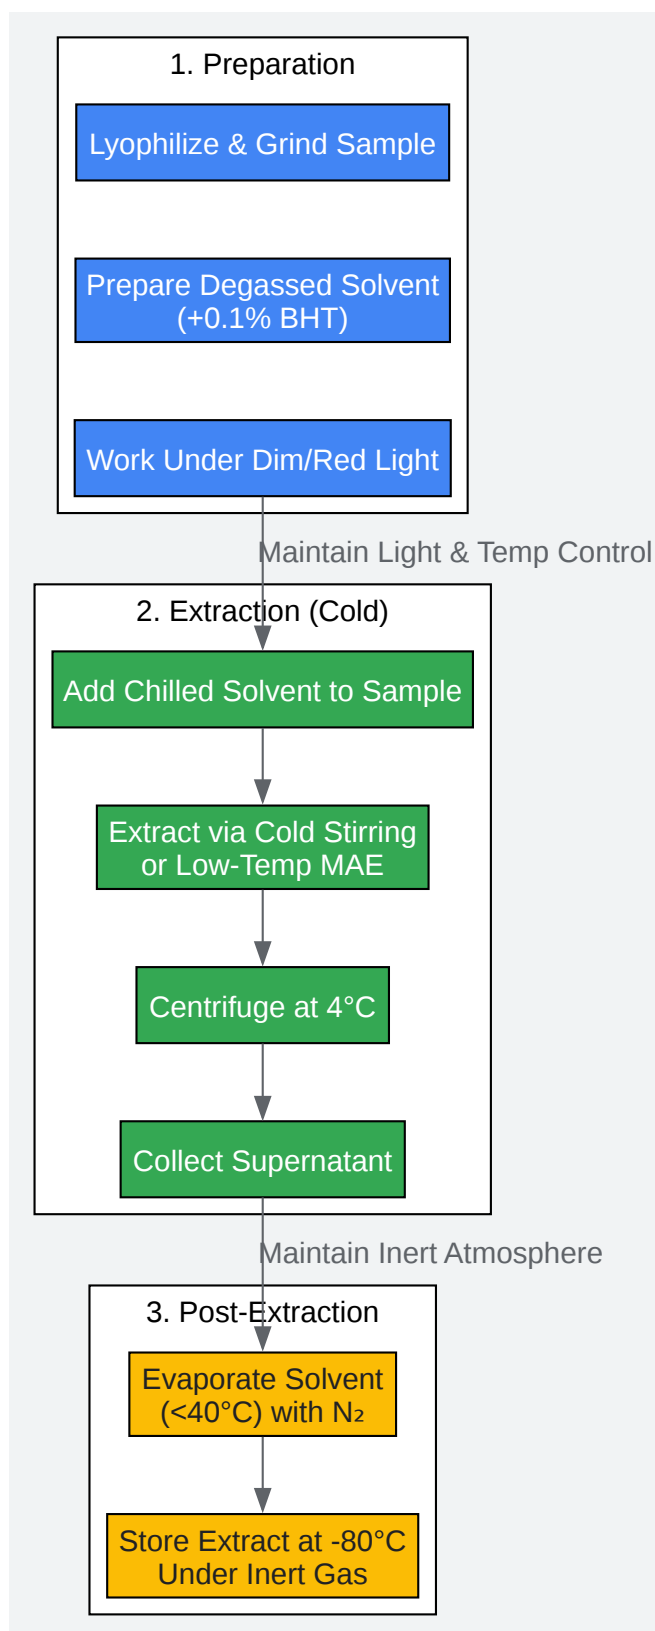 1. Preparation
Lyophilize & Grind Sample
Prepare Degassed Solvent
(+0.1% BHT)
Work Under Dim/Red Light
Maintain Light & Temp Control
2. Extraction (Cold)
Add Chilled Solvent to Sample
Extract via Cold Stirring
or Low-Temp MAE
Centrifuge at 4°C
Collect Supernatant
Maintain Inert Atmosphere
3. Post-Extraction
Evaporate Solvent
(<40°C) with N₂
Store Extract at -80°C
Under Inert Gas